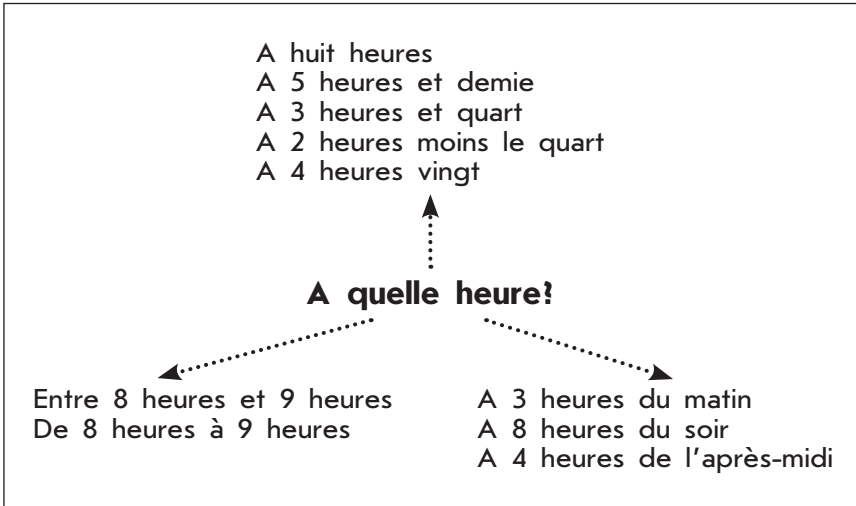 A huit heures
A 5 heures et demie
A 3 heures et quart
A 2 heures moins le quart
A 4 heures vingt
A quelle heure?
Entre 8 heures et 9 heures
De 8 heures à 9 heures
A 3 heures du matin
A 8 heures du soir
A 4 heures de l'après-midi